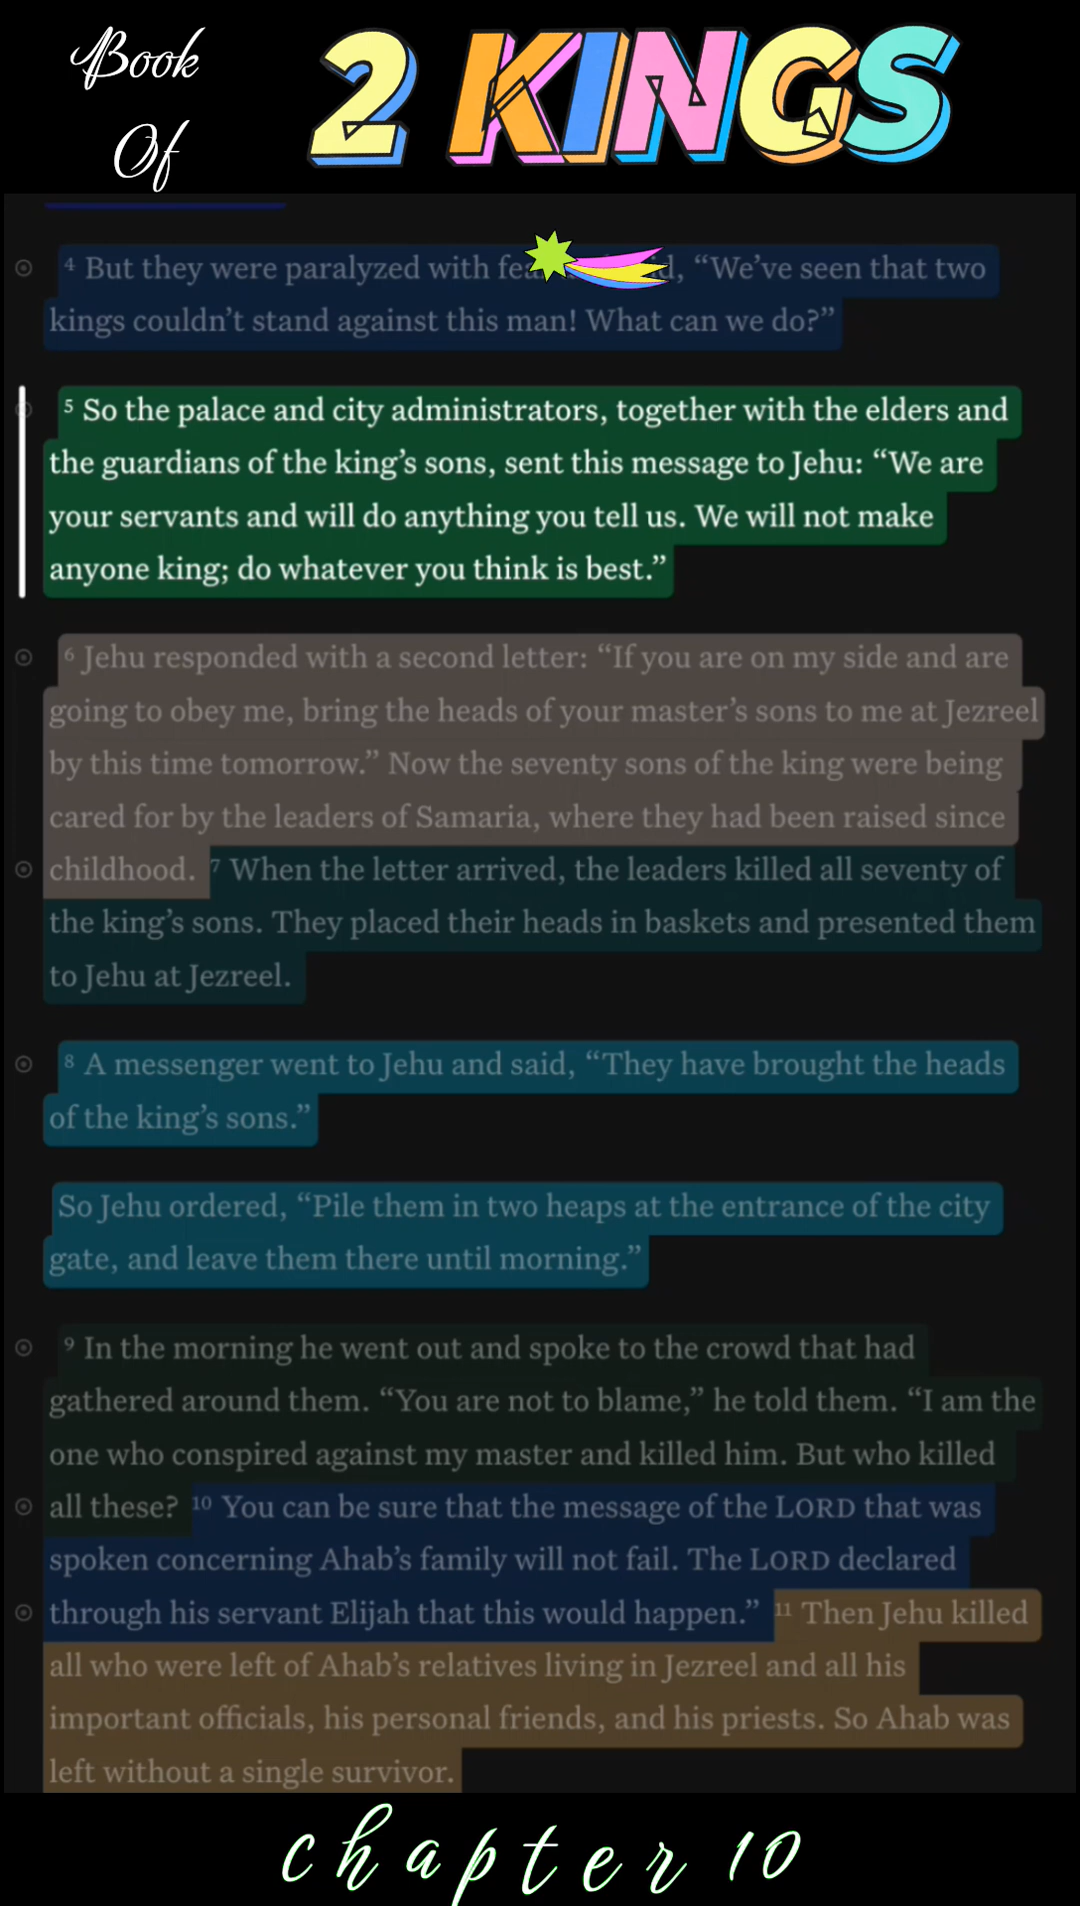 Book
Of
2 KINGS
4 But they were paralyzed with id, “We’ve seen that two
kings couldn’t stand against this man! What can we do?”
5 So the palace and city administrators, together with the elders and
the guardians of the king’s sons, sent this message to Jehu: “We are
your servants and will do anything you tell us. We will not make
anyone king; do whatever you think is best.”
6 Jehu responded with a second letter: “If you are on my side and are
going to obey me, bring the heads of your master’s sons to me at Jezreel
by this time tomorrow.” Now the seventy sons of the king were being
cared for by the leaders of Samaria, where they had been raised since
childhood. 7 When the letter arrived, the leaders killed all seventy of
the king’s sons. They placed their heads in baskets and presented them
to Jehu at Jezreel.
8 A messenger went to Jehu and said, “They have brought the heads
of the king’s sons.”
So Jehu ordered, “Pile them in two heaps at the entrance of the city
gate, and leave them there until morning.”
9 In the morning he went out and spoke to the crowd that had
gathered around them. “You are not to blame,” he told them. “I am the
one who conspired against my master and killed him. But who killed
all these? 10 You can be sure that the message of the LORD that was
spoken concerning Ahab’s family will not fail. The LORD declared
through his servant Elijah that this would happen.” 11 Then Jehu killed
all who were left of Ahab’s relatives living in Jezreel and all his
important officials, his personal friends, and his priests. So Ahab was
left without a single survivor.
chapter 10